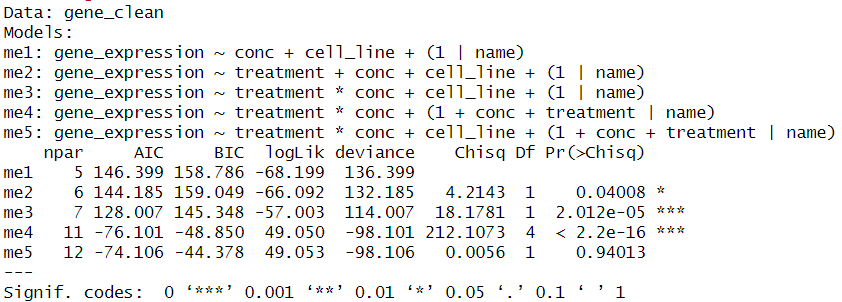 Data: gene_clean
Models:
me1: gene_expression ~ conc + cell_line + (1 | name)
me2: gene_expression ~ treatment + conc + cell_line + (1 | name)
me3: gene_expression ~ treatment * conc + cell_line + (1 | name)
me4: gene_expression ~ treatment * conc + (1 + conc + treatment | name)
me5: gene_expression ~ treatment * conc + cell_line + (1 + conc + treatment | name)
    npar     AIC     BIC  logLik deviance    Chisq Df Pr(>Chisq)
me1    5 146.399 158.786 -68.199  136.399
me2    6 144.185 159.049 -66.092  132.185   4.2143  1    0.04008 *
me3    7 128.007 145.348 -57.003  114.007  18.1781  1  2.012e-05 ***
me4   11 -76.101 -48.850  49.050  -98.101 212.1073  4  < 2.2e-16 ***
me5   12 -74.106 -44.378  49.053  -98.106   0.0056  1    0.94013
---
Signif. codes:  0 ‘***’ 0.001 ‘**’ 0.01 ‘*’ 0.05 ‘.’ 0.1 ‘ ’ 1